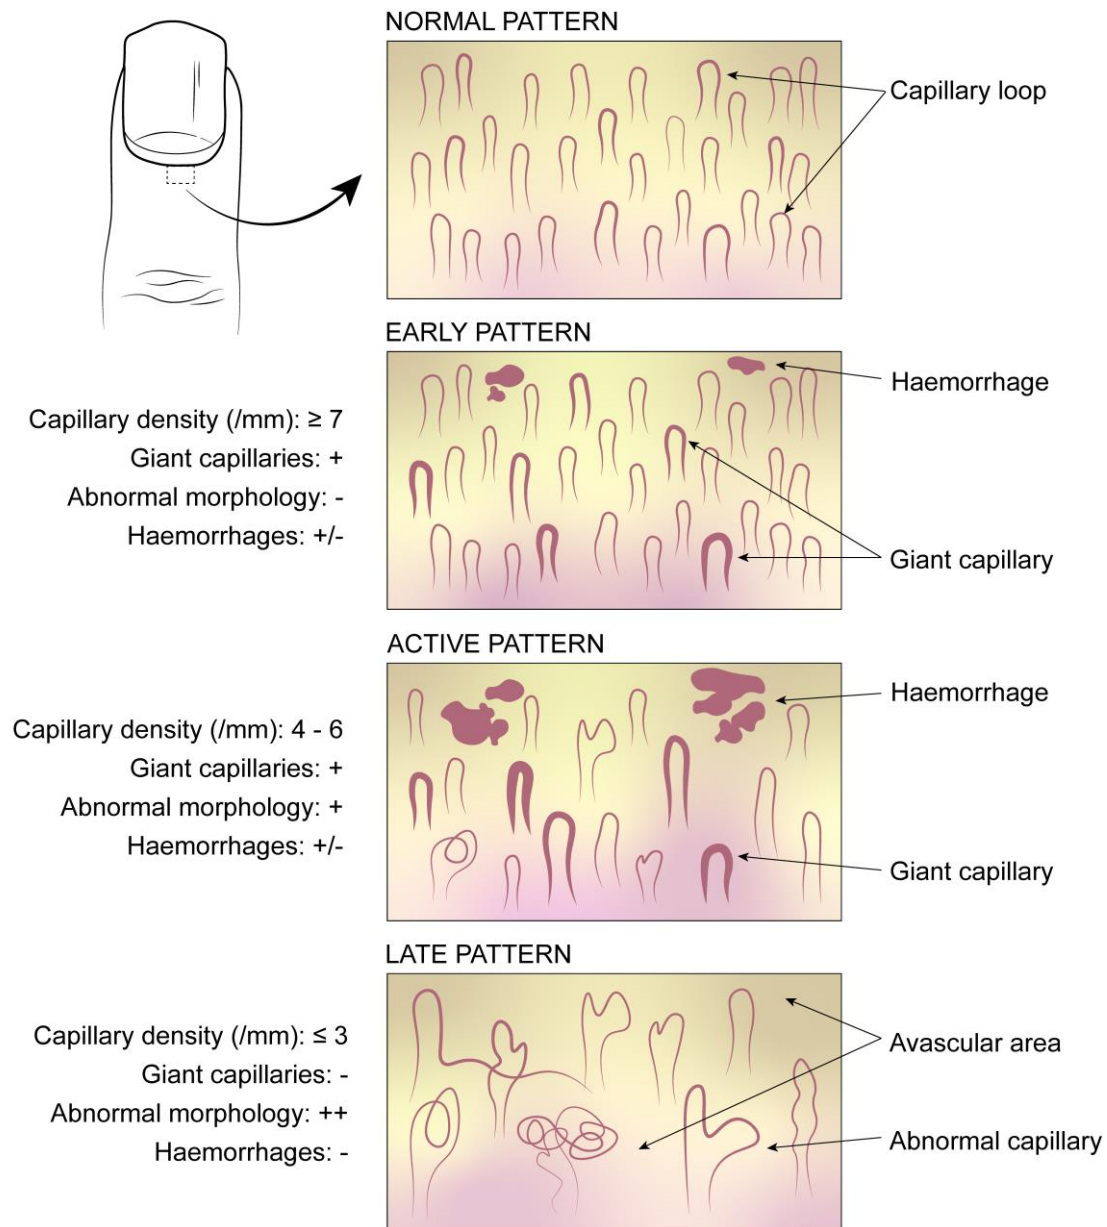 NORMAL PATTERN
Capillary loop
EARLY PATTERN
Haemorrhage
Capillary density (/mm): ≥ 7
Giant capillaries: +
Abnormal morphology: -
Haemorrhages: +/-
Giant capillary
ACTIVE PATTERN
Haemorrhage
Capillary density (/mm): 4 - 6
Giant capillaries: +
Abnormal morphology: +
Haemorrhages: +/-
Giant capillary
LATE PATTERN
Capillary density (/mm): ≤ 3
Giant capillaries: -
Abnormal morphology: ++
Haemorrhages: -
Avascular area
Abnormal capillary